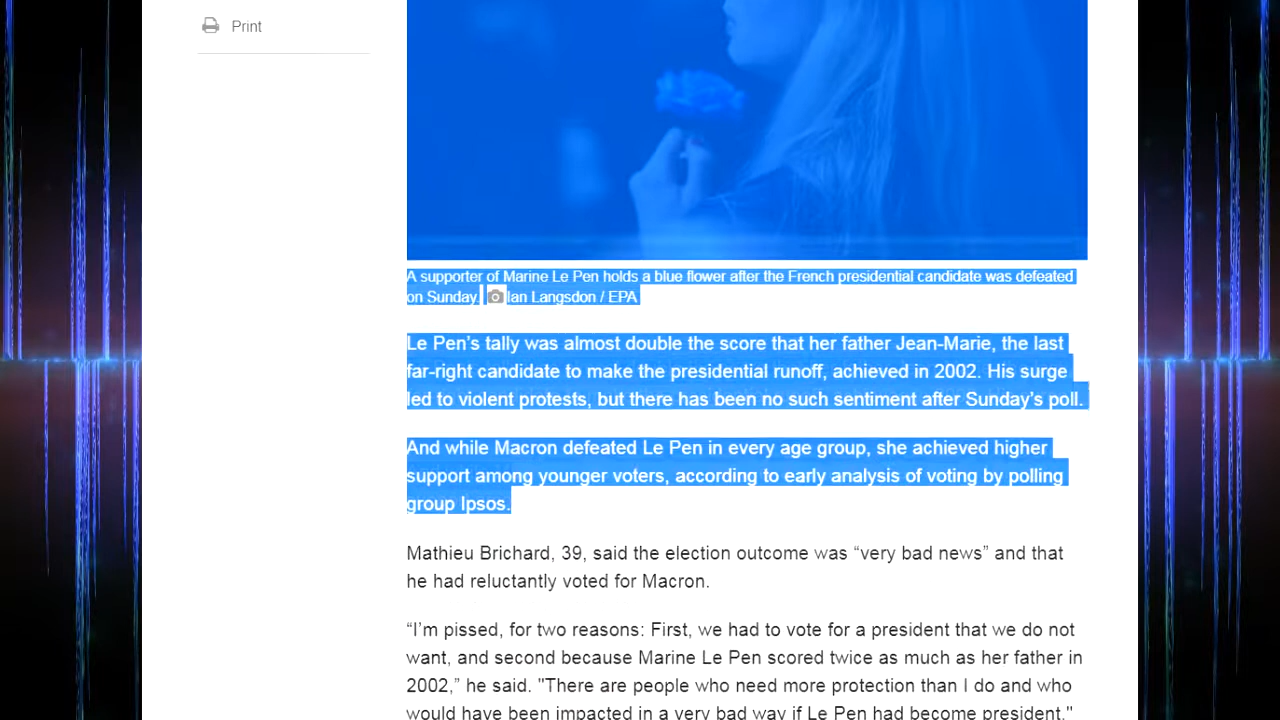 Print
A supporter of Marine Le Pen holds a blue flower after the French presidential candidate was defeated
on Sunday. Ian Langsdon / EPA
Le Pen’s tally was almost double the score that her father Jean-Marie, the last
far-right candidate to make the presidential runoff, achieved in 2002. His surge
led to violent protests, but there has been no such sentiment after Sunday’s poll.
And while Macron defeated Le Pen in every age group, she achieved higher
support among younger voters, according to early analysis of voting by polling
group Ipsos.
Mathieu Brichard, 39, said the election outcome was “very bad news” and that
he had reluctantly voted for Macron.
“I’m pissed, for two reasons: First, we had to vote for a president that we do not
want, and second because Marine Le Pen scored twice as much as her father in
2002,” he said. "There are people who need more protection than I do and who
would have been impacted in a very bad way if Le Pen had become president."